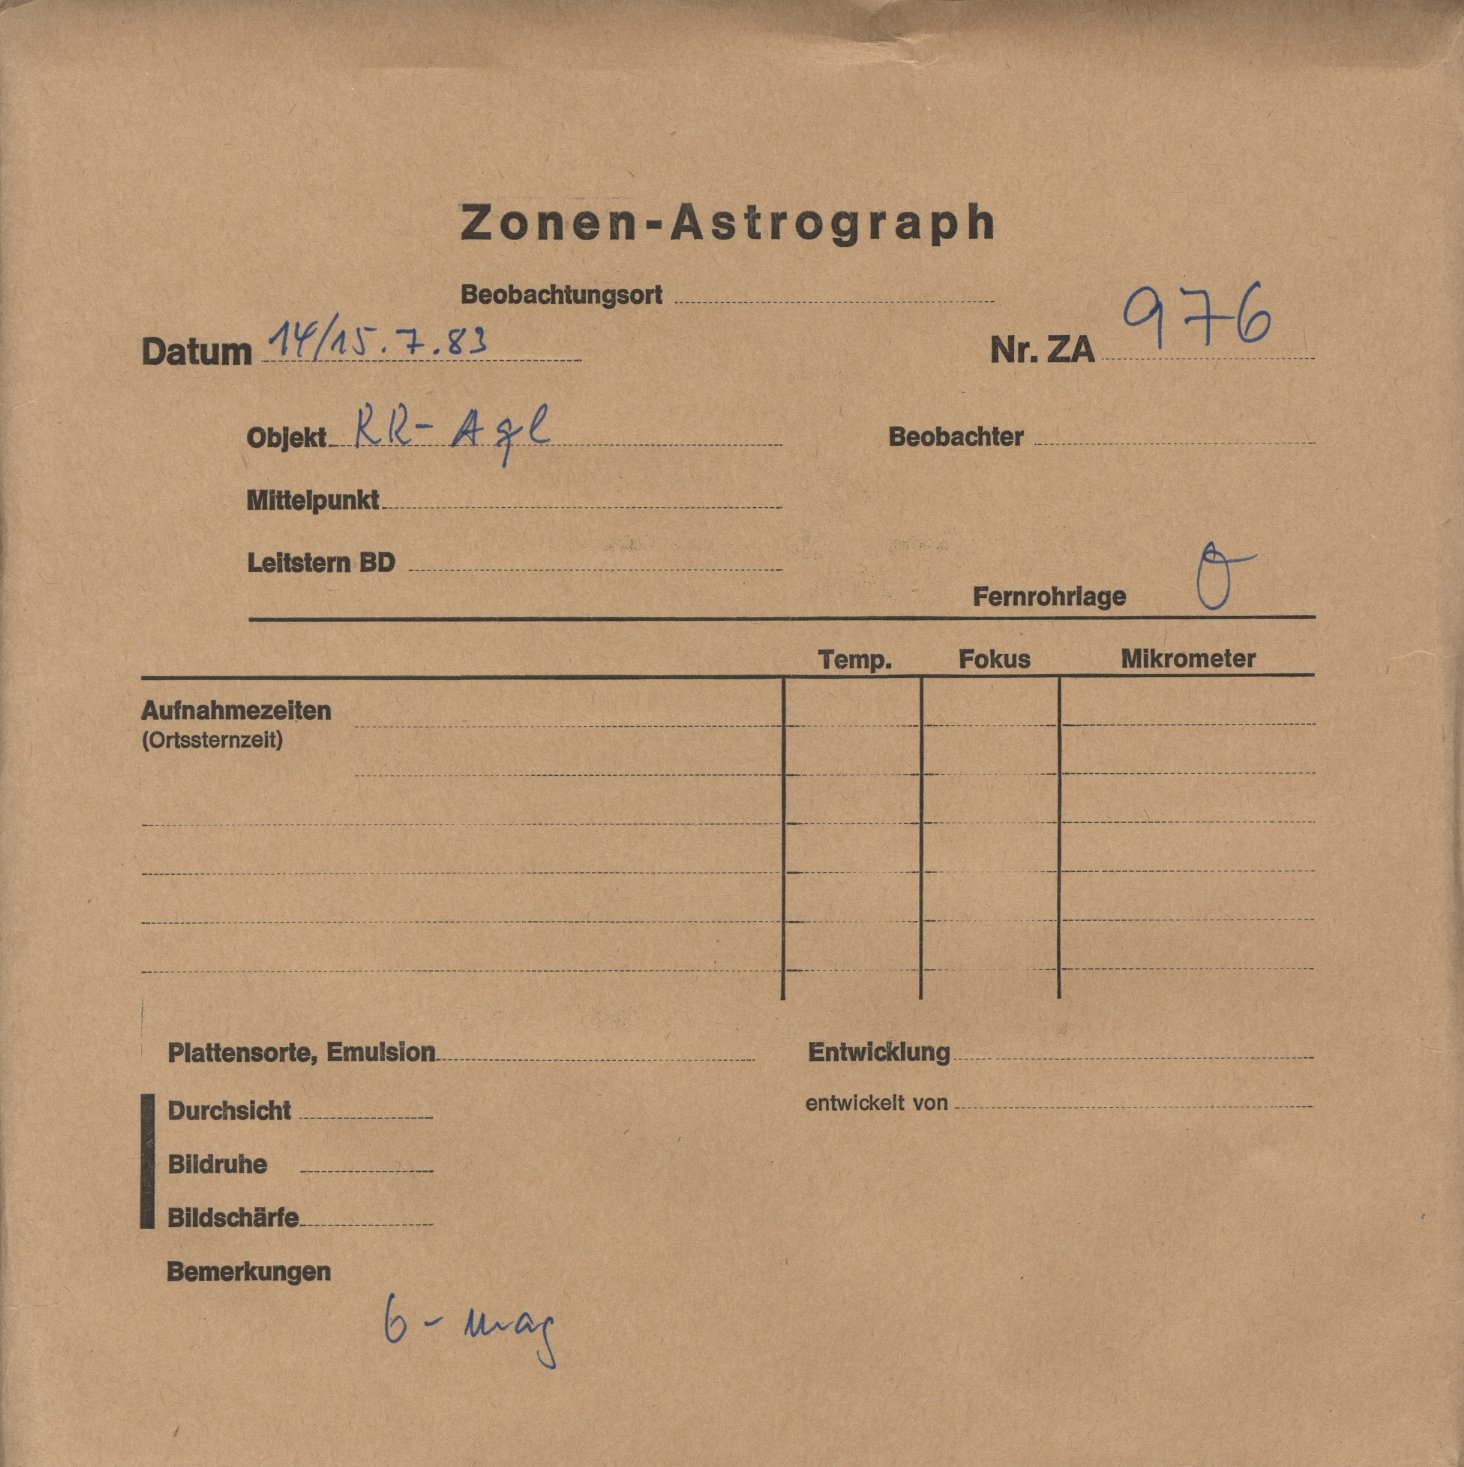 Zonen-Astrograph
Beobachtungsort
Datum 14/15.7.83
Nr. ZA 976
Objekt RR-Aql
Beobachter
Mittelpunkt
Leitstern BD
Fernrohrlage O
Temp. Fokus Mikrometer
Aufnahmezeiten
(Ortssternzeit)
Plattensorte, Emulsion
Entwicklung
Durchsicht
entwickelt von
Bildruhe
Bildschärfe
Bemerkungen
6 - mag